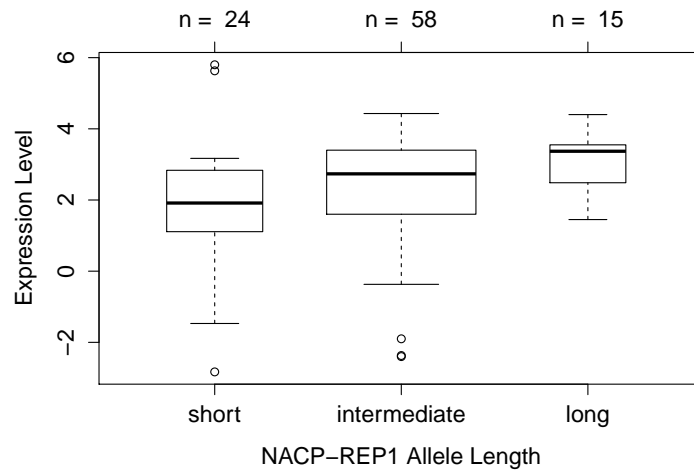 n = 24 n = 58 n = 15
6
4
2
0
−2
Expression Level
short intermediate long
NACP−REP1 Allele Length